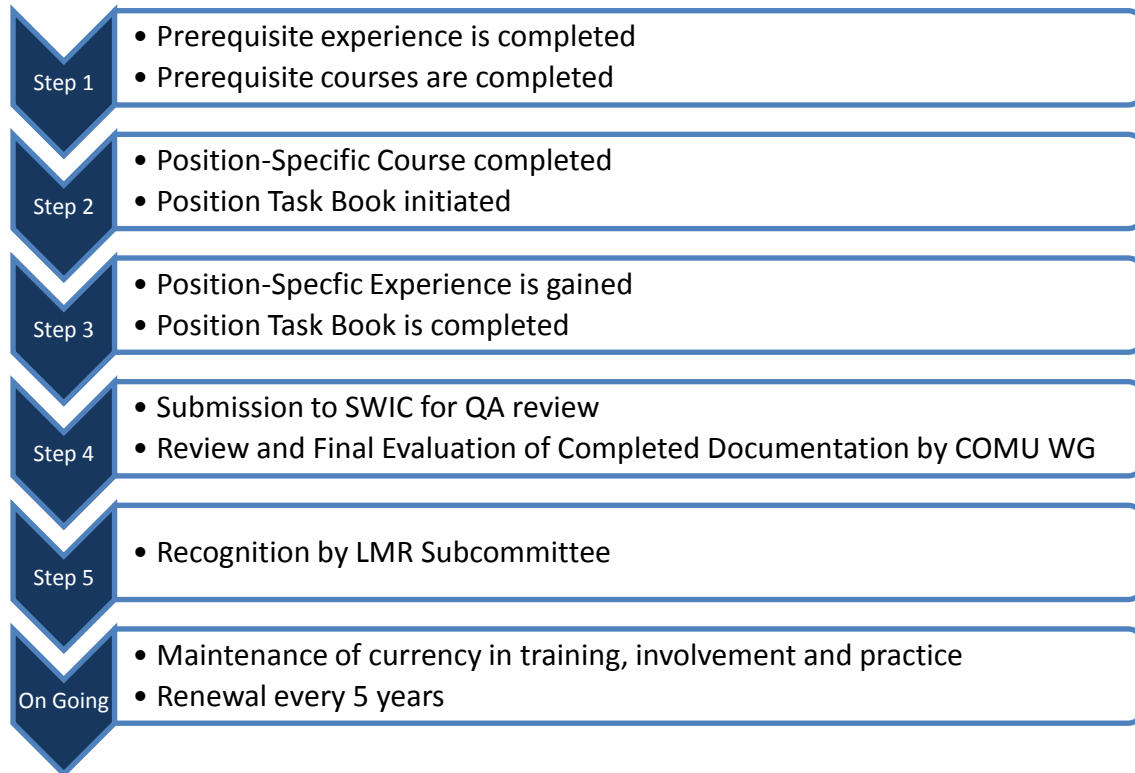 Step 1
• Prerequisite experience is completed
• Prerequisite courses are completed
Step 2
• Position-Specific Course completed
• Position Task Book initiated
Step 3
• Position-Specfic Experience is gained
• Position Task Book is completed
Step 4
• Submission to SWIC for QA review
• Review and Final Evaluation of Completed Documentation by COMU WG
Step 5
• Recognition by LMR Subcommittee
On Going
• Maintenance of currency in training, involvement and practice
• Renewal every 5 years